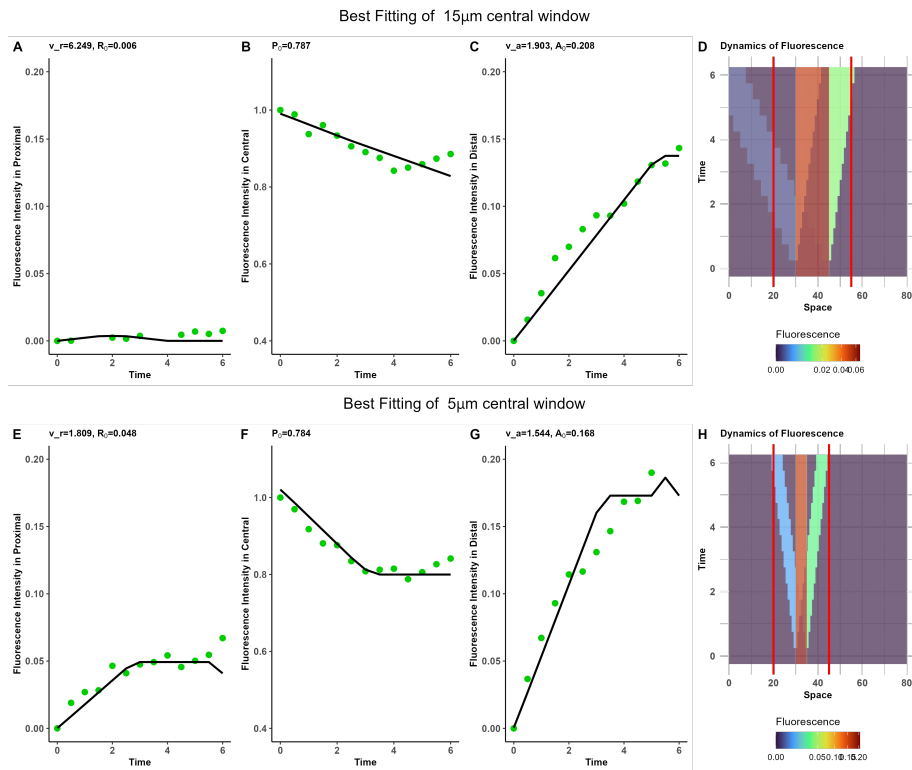 Best Fitting of 15μm central window
A
v_r=6.249, R₀=0.006
B
P₀=0.787
C
v_a=1.903, A₀=0.208
D
Dynamics of Fluorescence
Fluorescence Intensity in Proximal
0.20
0.15
0.10
0.05
0.00
0 2 4 6
Time
Fluorescence Intensity in Central
1.0
0.8
0.6
0.4
0 2 4 6
Time
Fluorescence Intensity in Distal
0.20
0.15
0.10
0.05
0.00
0 2 4 6
Time
Time
6
4
2
0
0 20 40 60 80
Space
Fluorescence
0.00 0.02 0.04 0.06
Best Fitting of 5μm central window
E
v_r=1.809, R₀=0.048
F
P₀=0.784
G
v_a=1.544, A₀=0.168
H
Dynamics of Fluorescence
Fluorescence Intensity in Proximal
0.20
0.15
0.10
0.05
0.00
0 2 4 6
Time
Fluorescence Intensity in Central
1.0
0.8
0.6
0.4
0 2 4 6
Time
Fluorescence Intensity in Distal
0.20
0.15
0.10
0.05
0.00
0 2 4 6
Time
Time
6
4
2
0
0 20 40 60 80
Space
Fluorescence
0.00 0.05 0.10 0.15 0.20